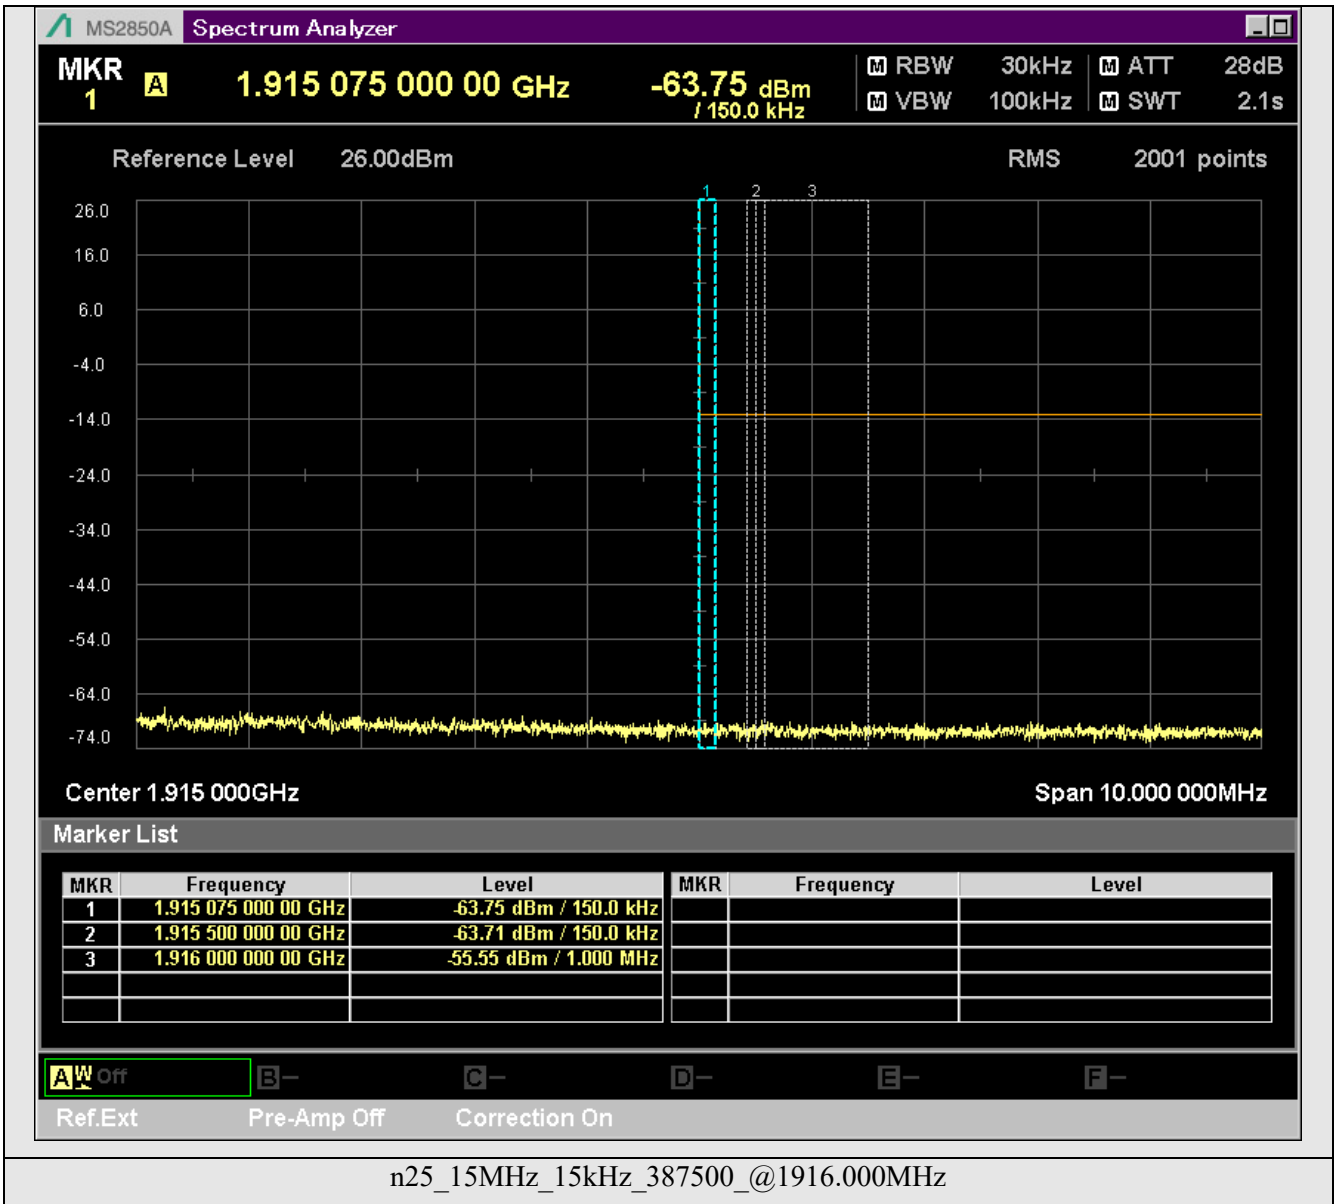 MS2850A Spectrum Analyzer
MKR 1 A 1.915 075 000 00 GHz -63.75 dBm / 150.0 kHz
M RBW 30kHz M ATT 28dB
M VBW 100kHz M SWT 2.1s
Reference Level 26.00dBm RMS 2001 points
1 2 3
26.0
16.0
6.0
-4.0
-14.0
-24.0
-34.0
-44.0
-54.0
-64.0
-74.0
Center 1.915 000GHz Span 10.000 000MHz
Marker List
MKR Frequency Level MKR Frequency Level
1 1.915 075 000 00 GHz -63.75 dBm / 150.0 kHz
2 1.915 500 000 00 GHz -63.71 dBm / 150.0 kHz
3 1.916 000 000 00 GHz -55.55 dBm / 1.000 MHz
A W Off B- C- D- E- F-
Ref.Ext Pre-Amp Off Correction On
n25_15MHz_15kHz_387500_@1916.000MHz